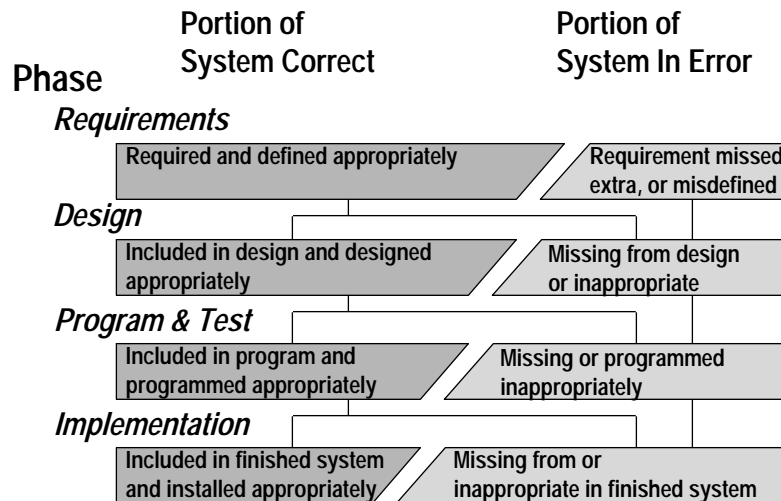 Portion of
System Correct
Portion of
System In Error
Phase
Requirements
Required and defined appropriately
Requirement missed
extra, or misdefined
Design
Included in design and designed
appropriately
Missing from design
or inappropriate
Program & Test
Included in program and
programmed appropriately
Missing or programmed
inappropriately
Implementation
Included in finished system
and installed appropriately
Missing from or
inappropriate in finished system